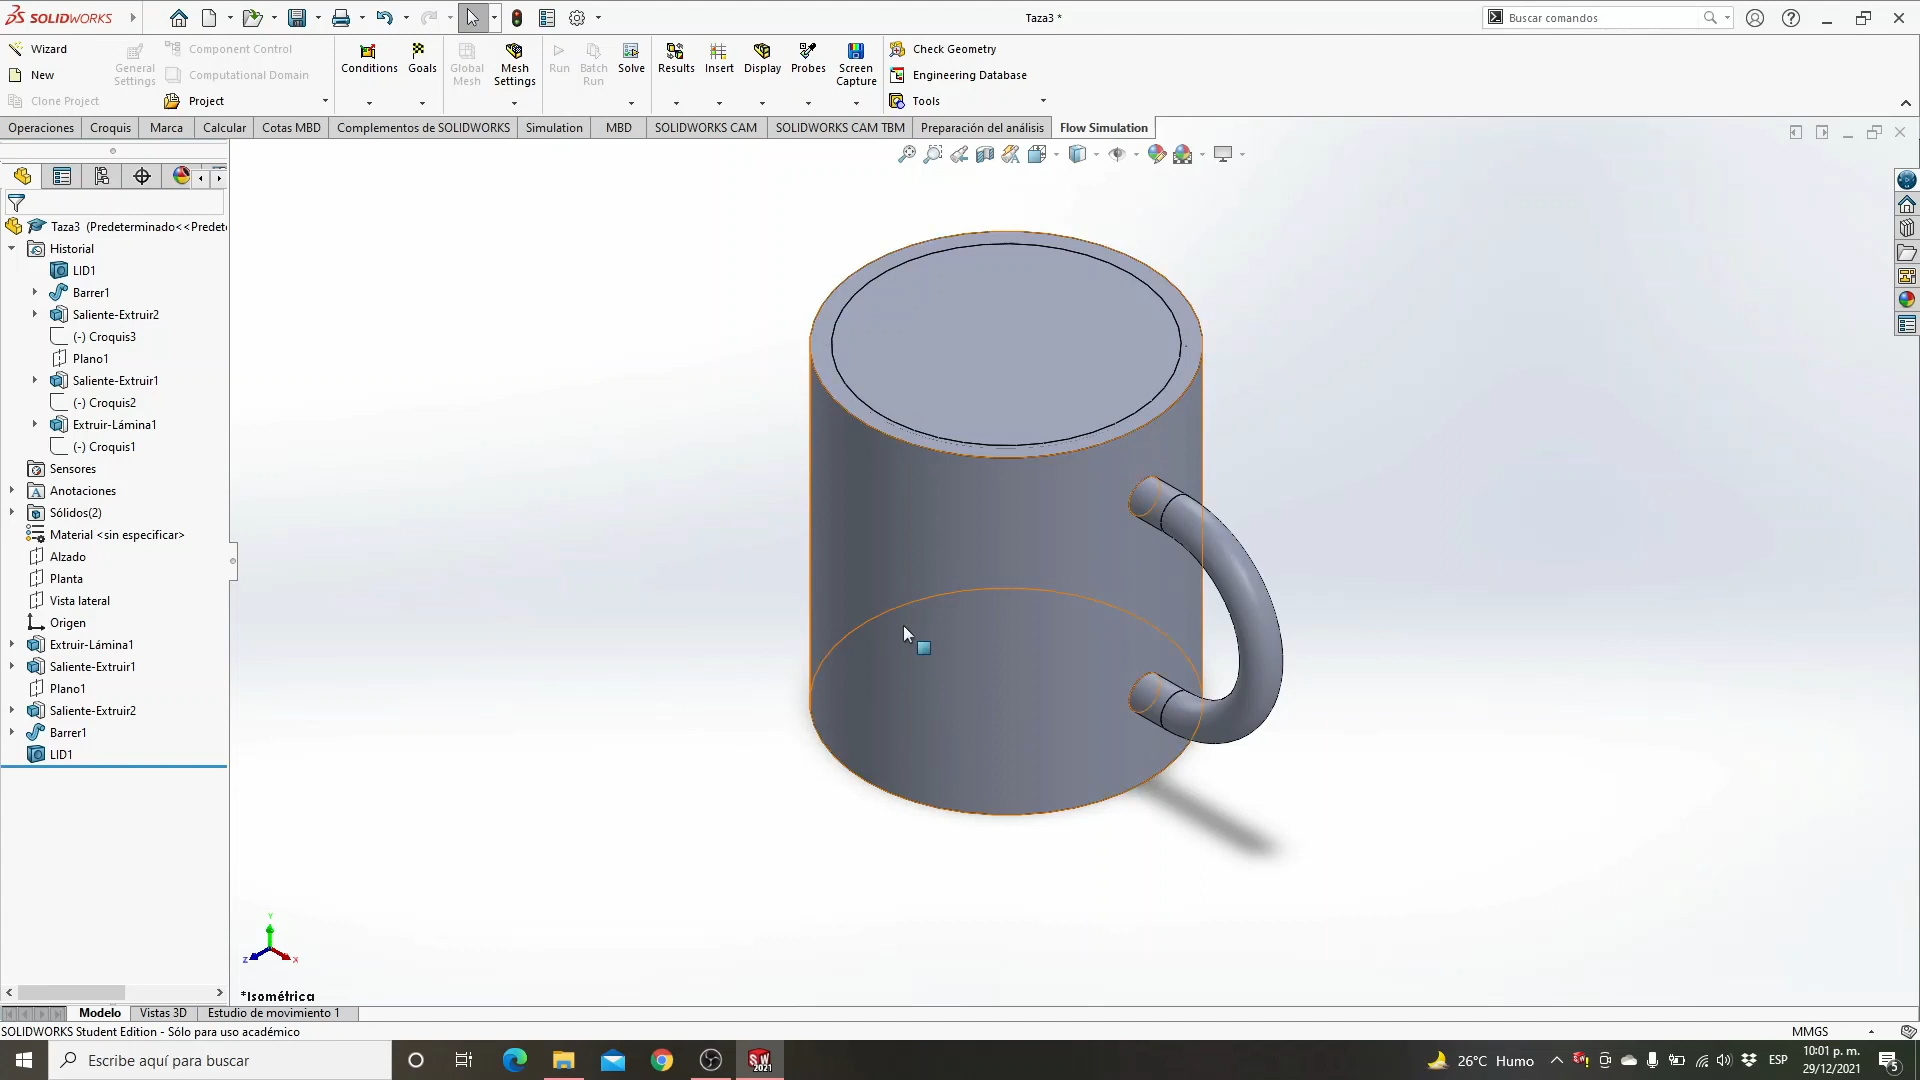 SOLIDWORKS
Taza3 *
Buscar comandos
Wizard
New
Clone Project
General Settings
Component Control
Computational Domain
Project
Conditions
Goals
Global Mesh
Mesh Settings
Run
Batch Run
Solve
Results
Insert
Display
Probes
Screen Capture
Check Geometry
Engineering Database
Tools
Operaciones
Croquis
Marca
Calcular
Cotas MBD
Complementos de SOLIDWORKS
Simulation
MBD
SOLIDWORKS CAM
SOLIDWORKS CAM TBM
Preparación del análisis
Flow Simulation
Taza3 (Predeterminado<<Predete
Historial
LID1
Barrer1
Saliente-Extruir2
(-) Croquis3
Plano1
Saliente-Extruir1
(-) Croquis2
Extruir-Lámina1
(-) Croquis1
Sensores
Anotaciones
Sólidos(2)
Material <sin especificar>
Alzado
Planta
Vista lateral
Origen
Extruir-Lámina1
Saliente-Extruir1
Plano1
Saliente-Extruir2
Barrer1
LID1
Y
Z
X
*Isométrica
Modelo
Vistas 3D
Estudio de movimiento 1
SOLIDWORKS Student Edition - Sólo para uso académico
MMGS
Escribe aquí para buscar
SW 2021
26°C Humo
ESP
10:01 p. m.
29/12/2021
5